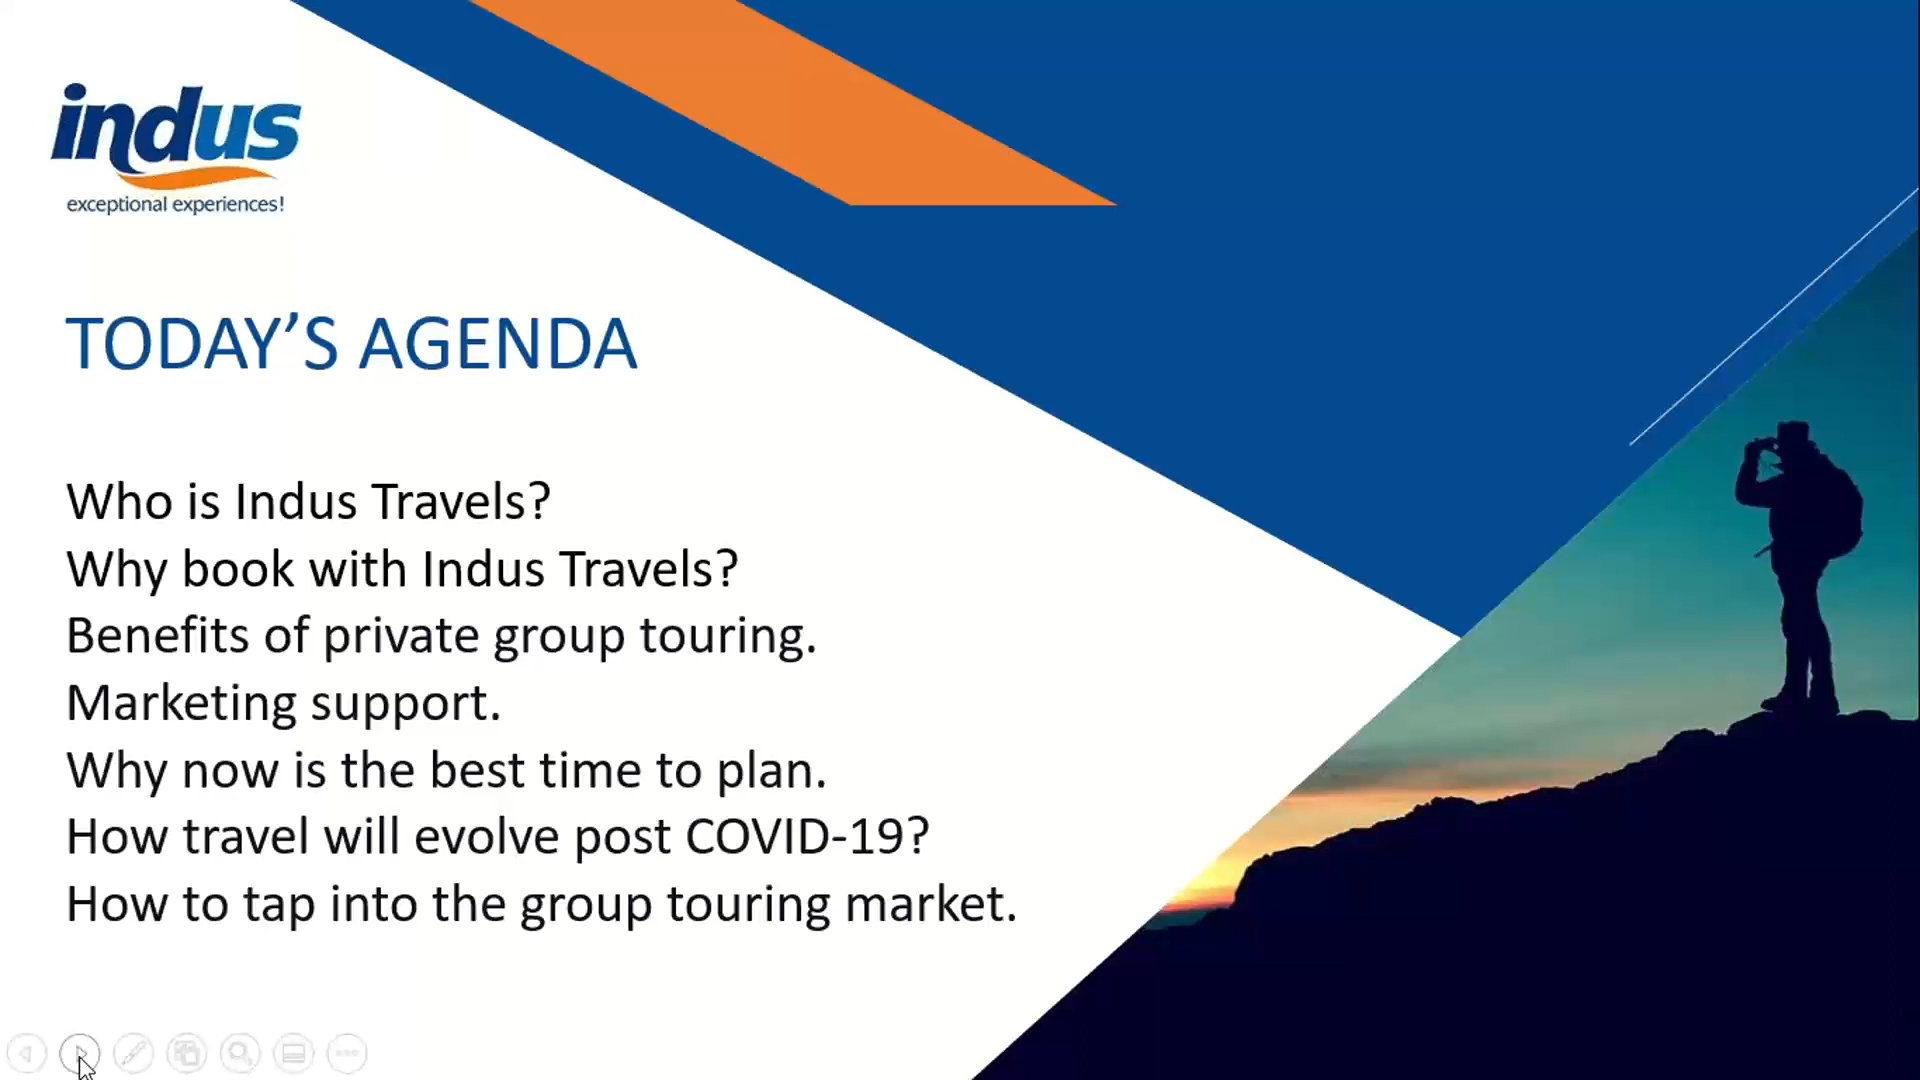 indus
exceptional experiences!
TODAY’S AGENDA
Who is Indus Travels?
Why book with Indus Travels?
Benefits of private group touring.
Marketing support.
Why now is the best time to plan.
How travel will evolve post COVID-19?
How to tap into the group touring market.